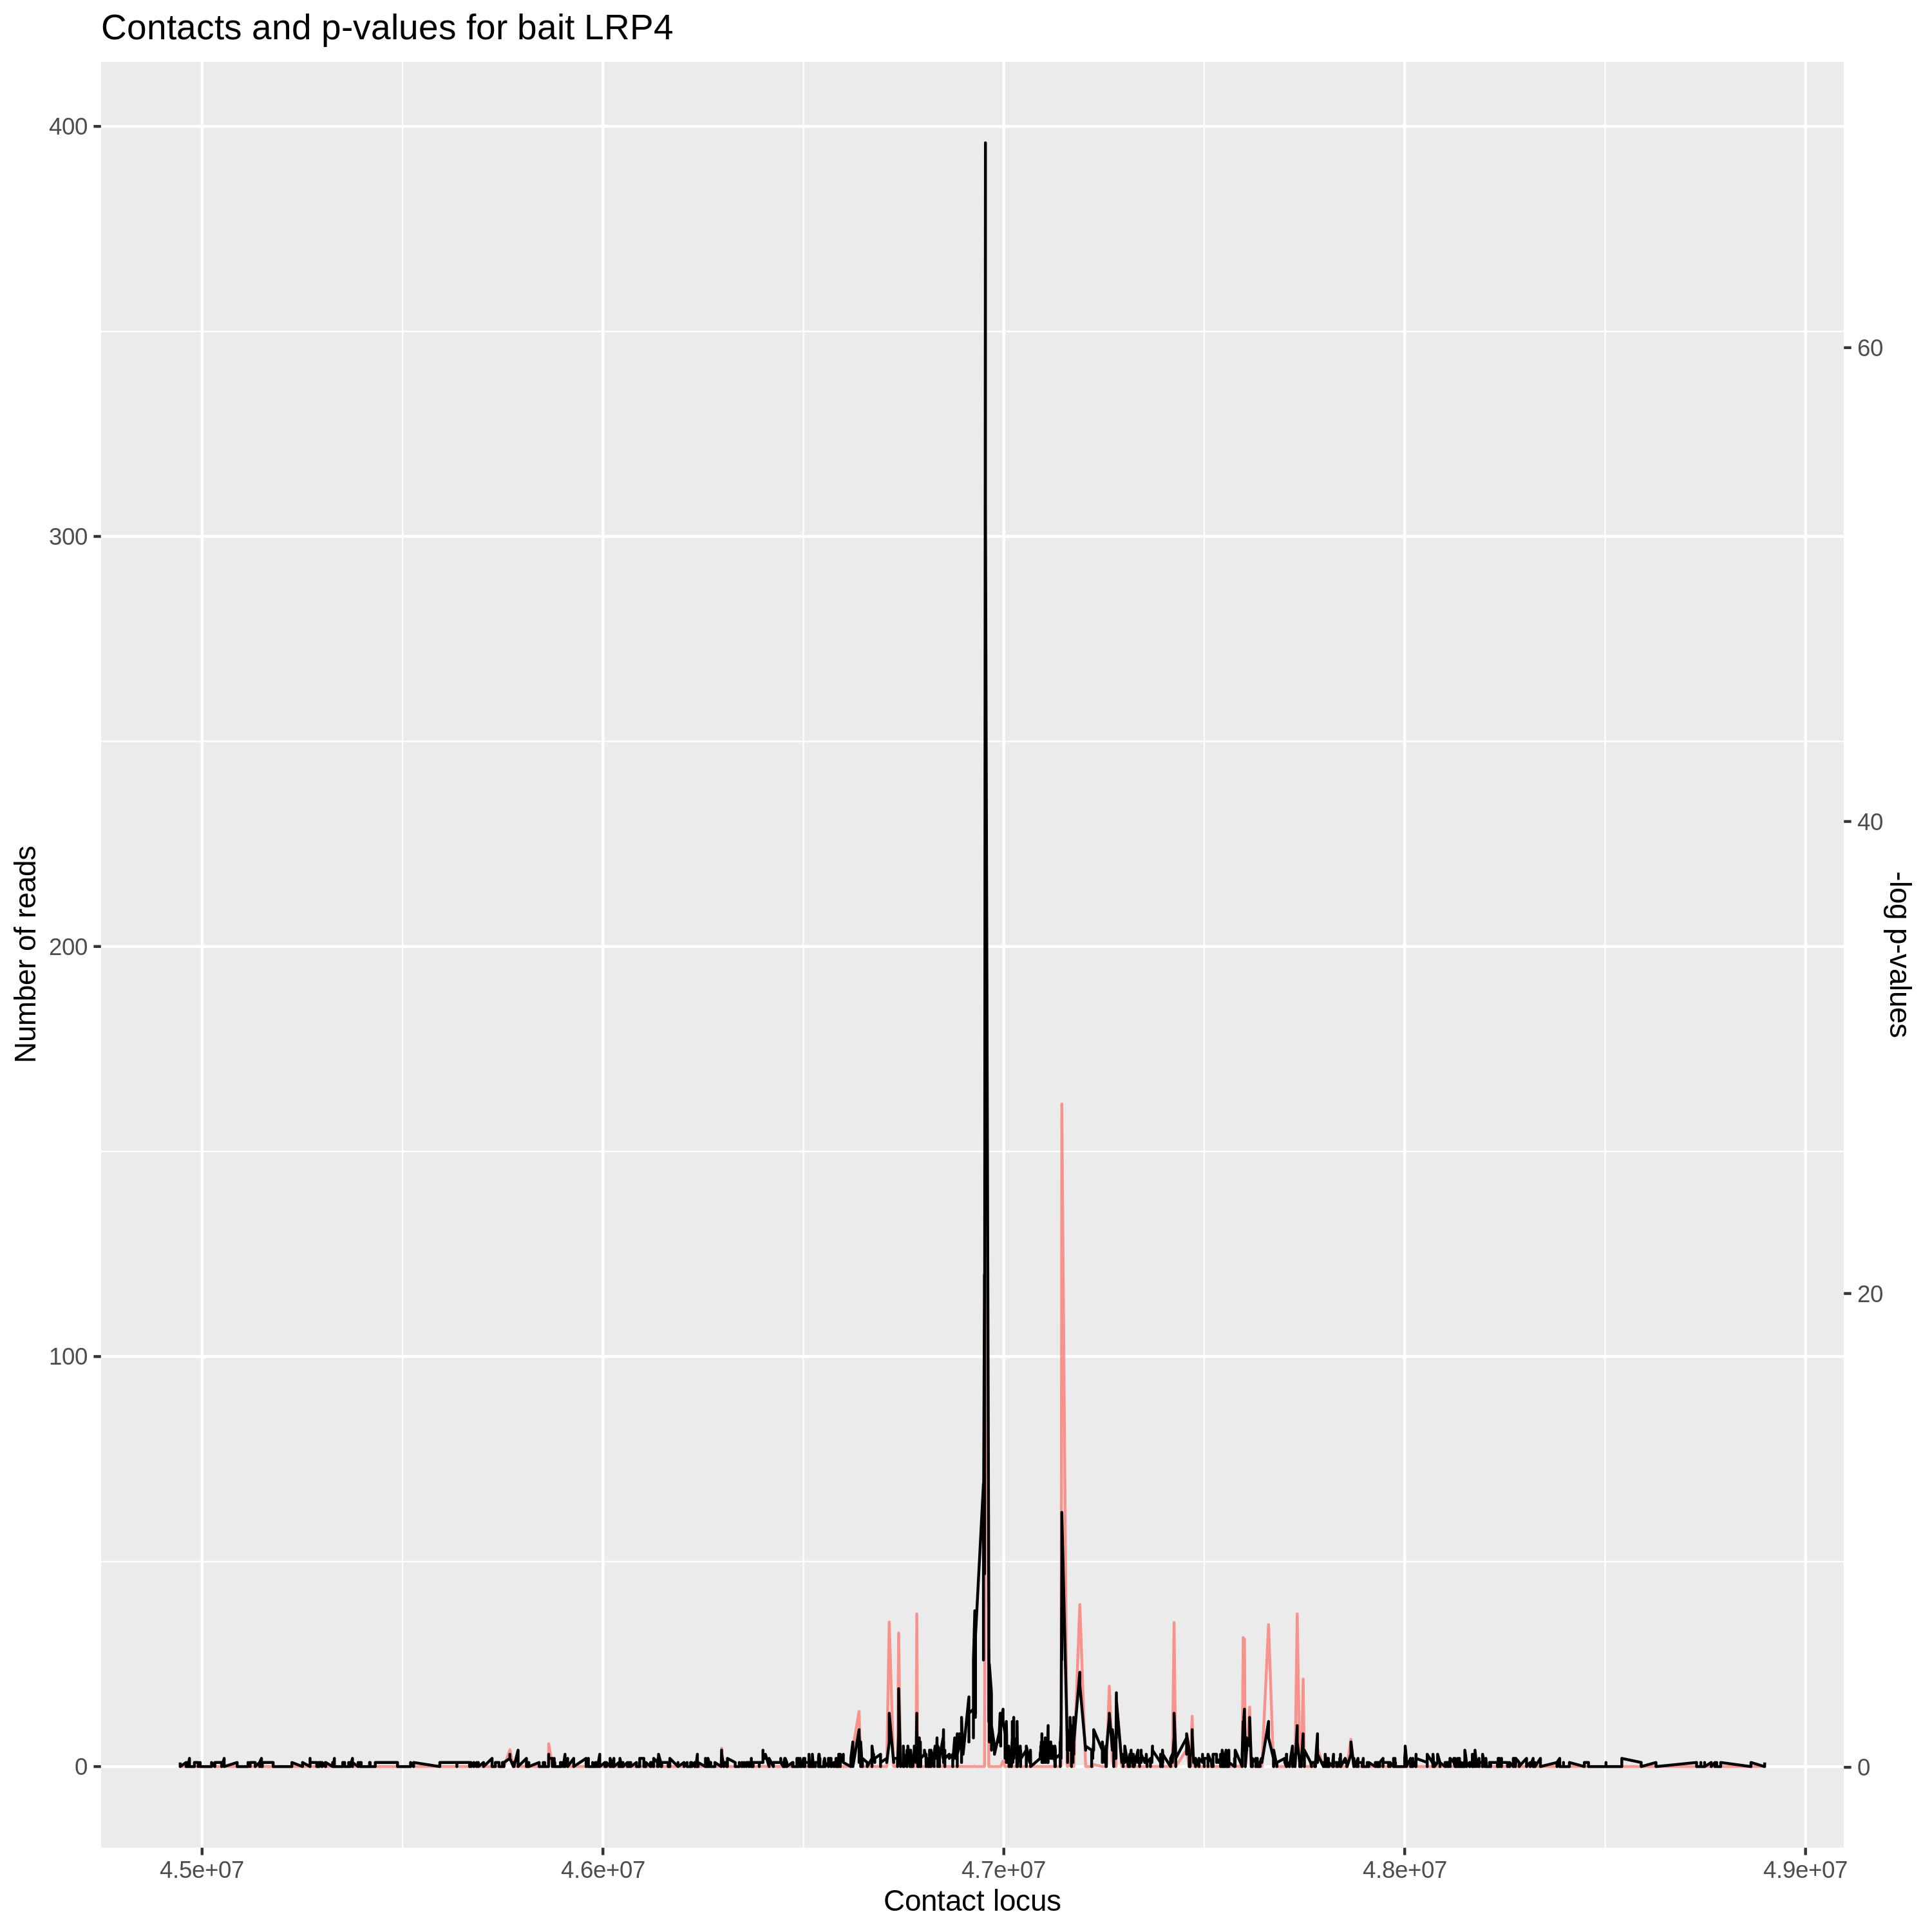 Contacts and p-values for bait LRP4
400
300
200
100
0
Number of reads
60
40
20
0
-log p-values
4.5e+07 4.6e+07 4.7e+07 4.8e+07 4.9e+07
Contact locus